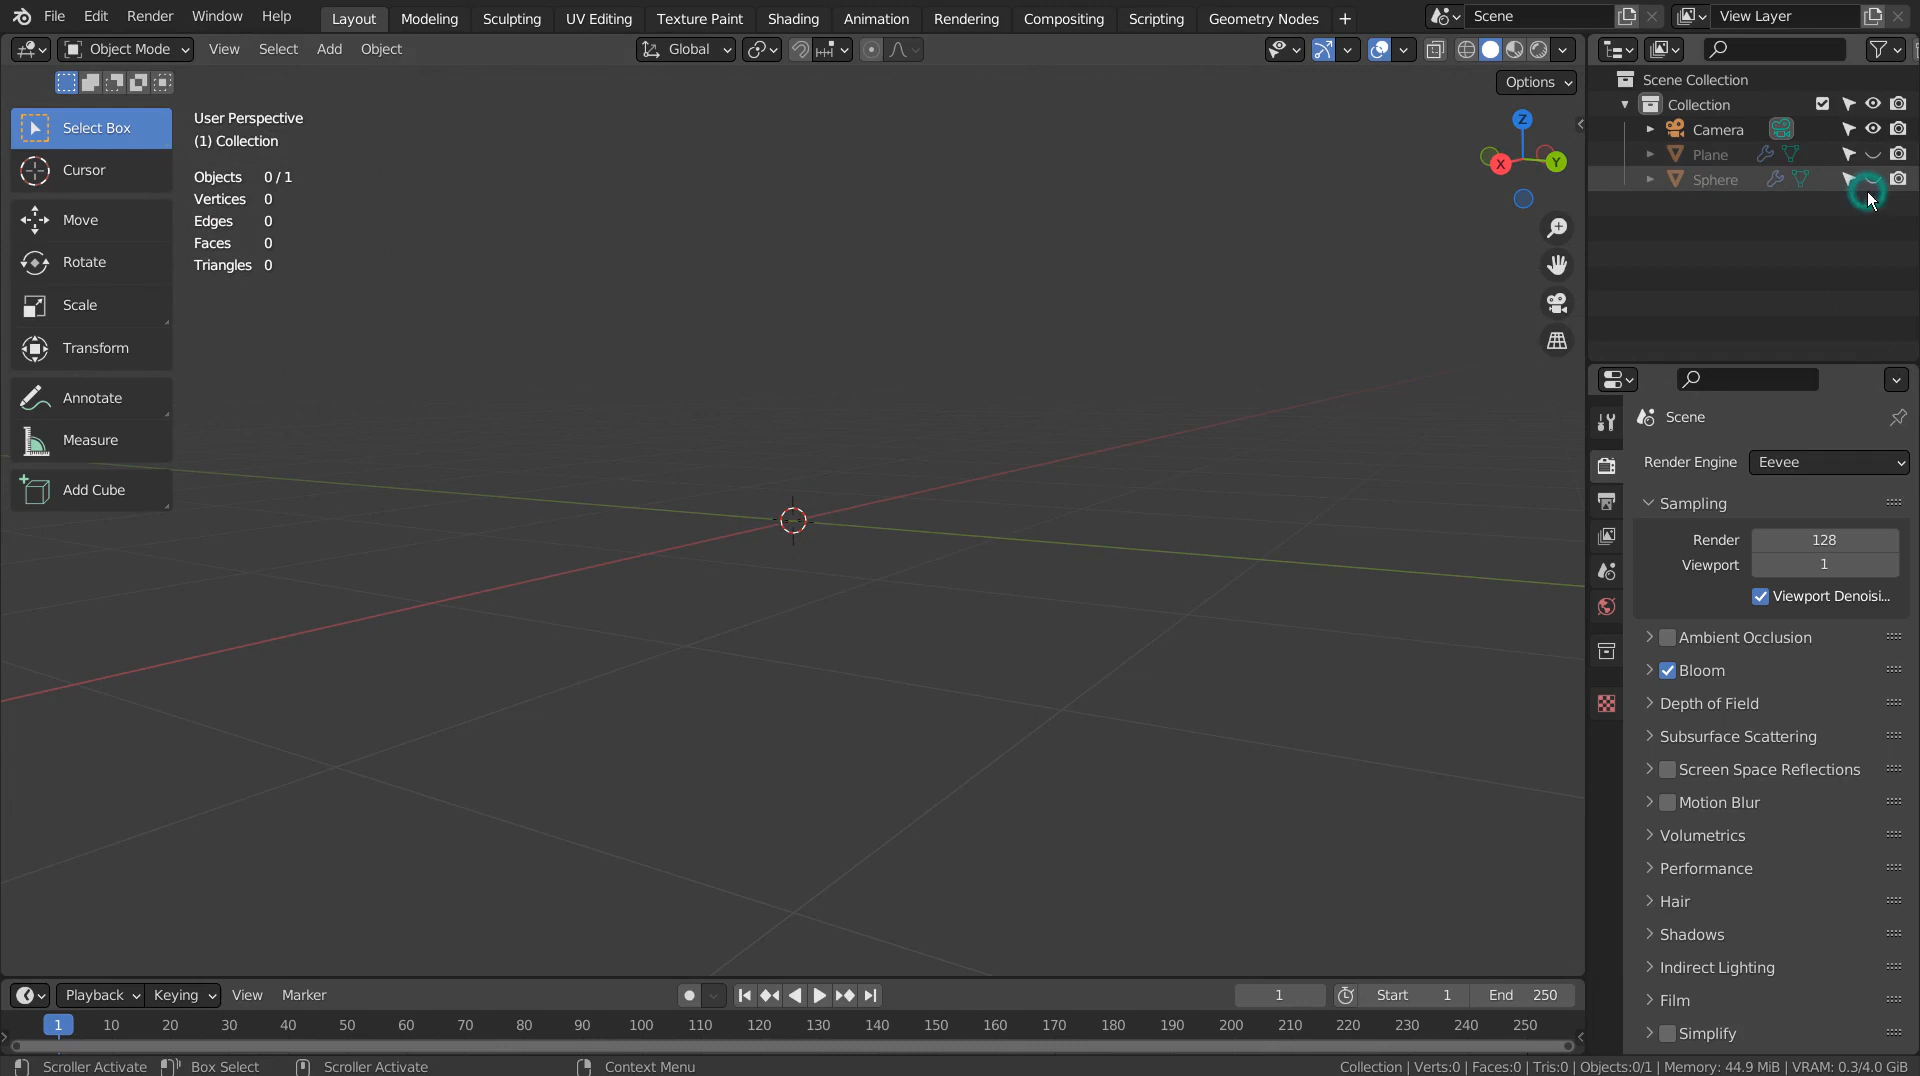 File Edit Render Window Help Layout Modeling Sculpting UV Editing Texture Paint Shading Animation Rendering Compositing Scripting Geometry Nodes + Scene View Layer
Object Mode View Select Add Object Global
Options
Select Box
Cursor
Move
Rotate
Scale
Transform
Annotate
Measure
Add Cube
User Perspective
(1) Collection
Objects 0 / 1
Vertices 0
Edges 0
Faces 0
Triangles 0
Z
X Y
Scene Collection
Collection
Camera
Plane
Sphere
Scene
Render Engine Eevee
Sampling
Render 128
Viewport 1
Viewport Denoisi...
Ambient Occlusion
Bloom
Depth of Field
Subsurface Scattering
Screen Space Reflections
Motion Blur
Volumetrics
Performance
Hair
Shadows
Indirect Lighting
Film
Simplify
Playback Keying View Marker 1 Start 1 End 250
1 10 20 30 40 50 60 70 80 90 100 110 120 130 140 150 160 170 180 190 200 210 220 230 240 250
Scroller Activate Box Select Scroller Activate Context Menu Collection | Verts:0 | Faces:0 | Tris:0 | Objects:0/1 | Memory: 44.9 MiB | VRAM: 0.3/4.0 GiB